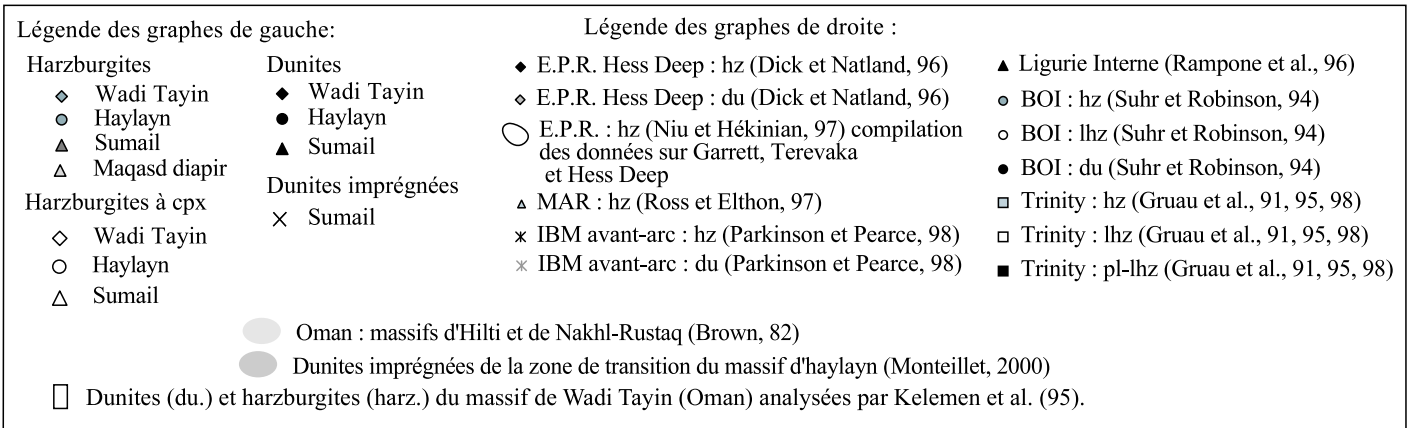 Légende des graphes de gauche:
Harzburgites
Wadi Tayin
Haylayn
Sumail
Maqasd diapir
Harzburgites à cpx
Wadi Tayin
Haylayn
Sumail
Dunites
Wadi Tayin
Haylayn
Sumail
Dunites imprégnées
Sumail
Légende des graphes de droite :
E.P.R. Hess Deep : hz (Dick et Natland, 96)
E.P.R. Hess Deep : du (Dick et Natland, 96)
E.P.R. : hz (Niu et Hékinian, 97) compilation
des données sur Garrett, Terevaka
et Hess Deep
MAR : hz (Ross et Elthon, 97)
IBM avant-arc : hz (Parkinson et Pearce, 98)
IBM avant-arc : du (Parkinson et Pearce, 98)
Ligurie Interne (Rampone et al., 96)
BOI : hz (Suhr et Robinson, 94)
BOI : lhz (Suhr et Robinson, 94)
BOI : du (Suhr et Robinson, 94)
Trinity : hz (Gruau et al., 91, 95, 98)
Trinity : lhz (Gruau et al., 91, 95, 98)
Trinity : pl-lhz (Gruau et al., 91, 95, 98)
Oman : massifs d'Hilti et de Nakhl-Rustaq (Brown, 82)
Dunites imprégnées de la zone de transition du massif d'haylayn (Monteillet, 2000)
Dunites (du.) et harzburgites (harz.) du massif de Wadi Tayin (Oman) analysées par Kelemen et al. (95).